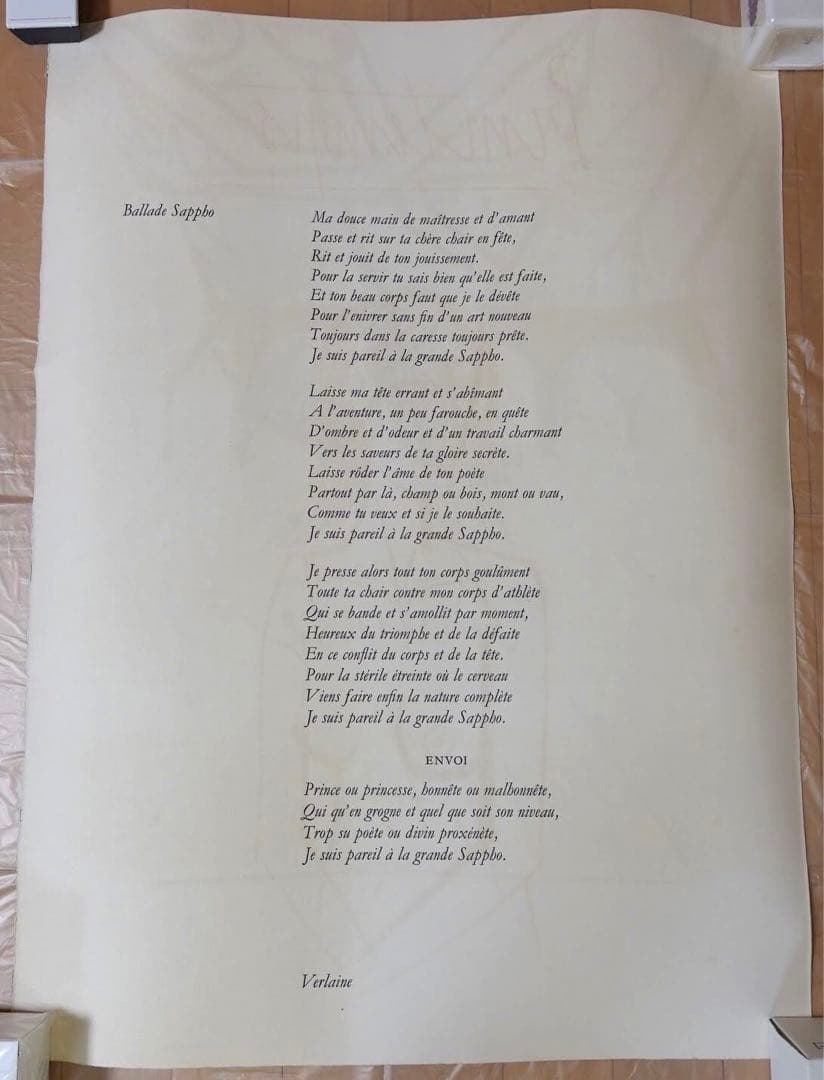 Ballade Sappho
Ma douce main de maîtresse et d'amant
Passe et rit sur ta chère chair en fête,
Rit et jouit de ton jouissement.
Pour la servir tu sais bien qu'elle est faite,
Et ton beau corps faut que je le dévête
Pour l'enivrer sans fin d'un art nouveau
Toujours dans la caresse toujours prête.
Je suis pareil à la grande Sappho.
Laisse ma tête errant et s'abîmant
A l'aventure, un peu farouche, en quête
D'ombre et d'odeur et d'un travail charmant
Vers les saveurs de ta gloire secrète.
Laisse rôder l'âme de ton poète
Partout par là, champ ou bois, mont ou vau,
Comme tu veux et si je le souhaite.
Je suis pareil à la grande Sappho.
Je presse alors tout ton corps goulûment
Toute ta chair contre mon corps d'athlète
Qui se bande et s'amollit par moment,
Heureux du triomphe et de la défaite
En ce conflit du corps et de la tête.
Pour la stérile étreinte où le cerveau
Viens faire enfin la nature complète
Je suis pareil à la grande Sappho.
ENVOI
Prince ou princesse, honnête ou malhonnête,
Qui qu'en grogne et quel que soit son niveau,
Trop su poète ou divin proxénète,
Je suis pareil à la grande Sappho.
Verlaine